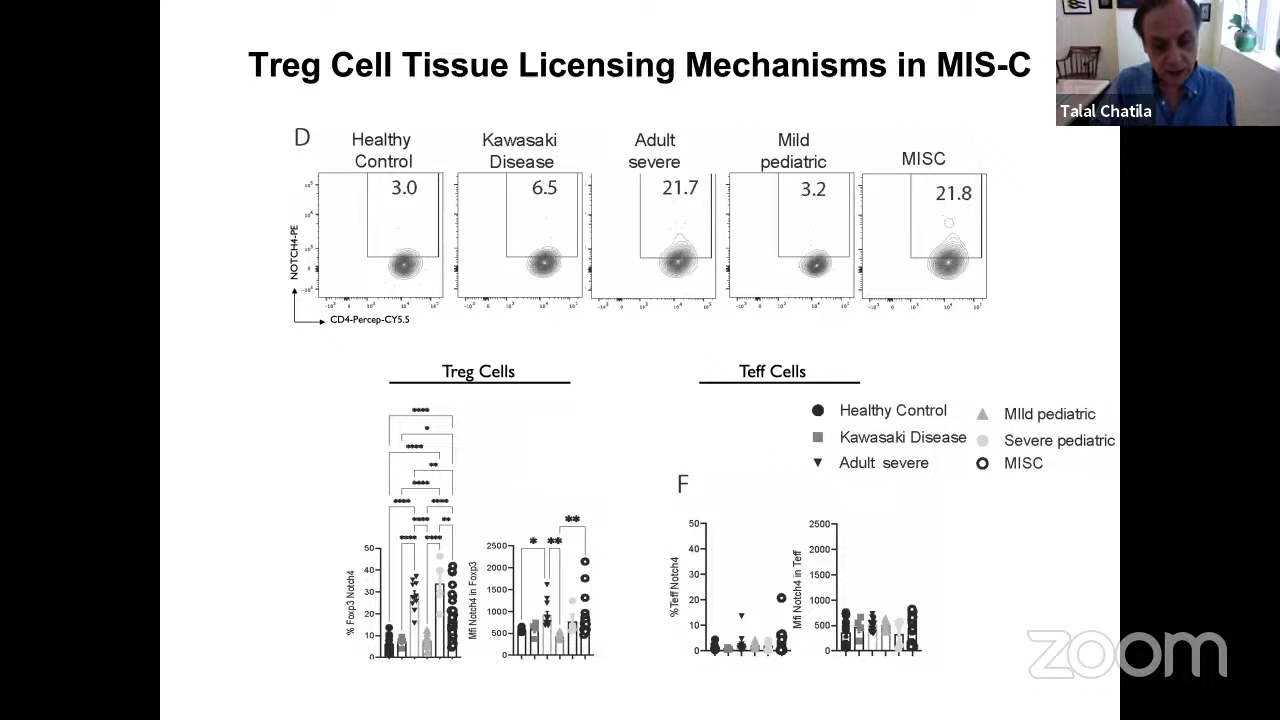 Treg Cell Tissue Licensing Mechanisms in MIS-C
Talal Chatila
D
Healthy
Control
Kawasaki
Disease
Adult
severe
Mild
pediatric
MISC
3.0
6.5
21.7
3.2
21.8
NOTCH4-PE
CD4-Percep-CY5.5
Treg Cells
Teff Cells
Healthy Control
Kawasaki Disease
Adult severe
MIld pediatric
Severe pediatric
MISC
F
% Foxp3 Notch4
50
40
30
20
10
0
Mfi Notch4 in Foxp3
2500
2000
1500
1000
500
0
%Teff Notch4
50
40
30
20
10
0
Mfi Notch4 in Teff
2500
2000
1500
1000
500
0
zoom